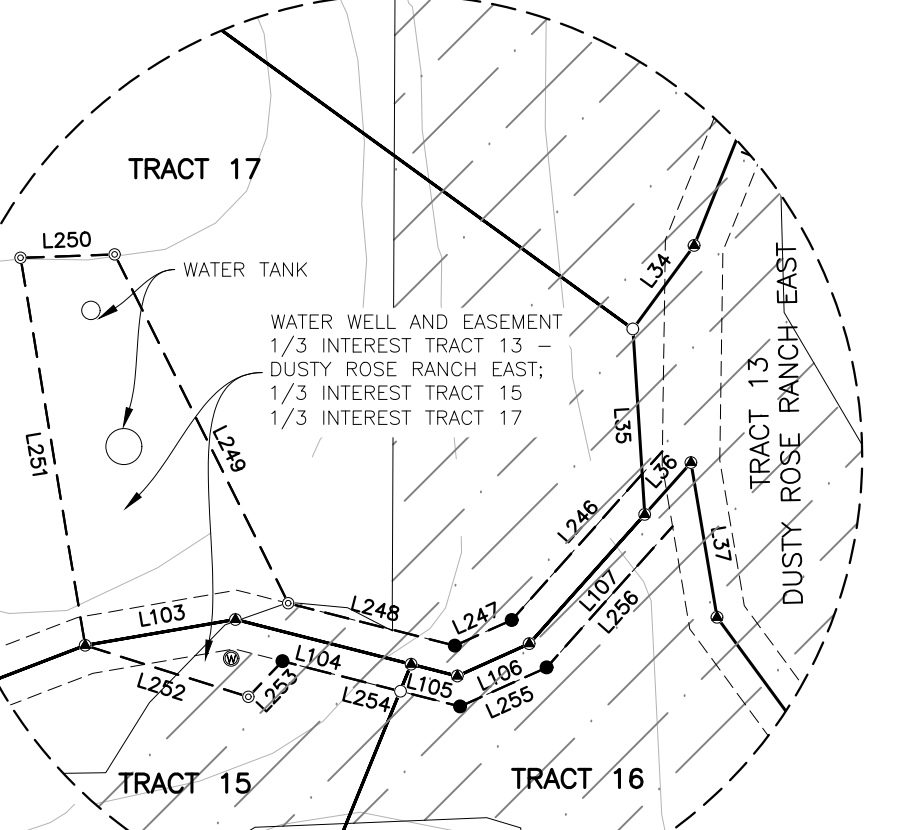 TRACT 17
L250
WATER TANK
L34
WATER WELL AND EASEMENT
1/3 INTEREST TRACT 13 –
DUSTY ROSE RANCH EAST;
1/3 INTEREST TRACT 15
1/3 INTEREST TRACT 17
TRACT 13
DUSTY ROSE RANCH EAST
L35
L251
L249
L36
L246
L37
L107
L256
L103
L248
L247
W
L104
L252
L253
L254
L105
L106
L255
TRACT 15
TRACT 16